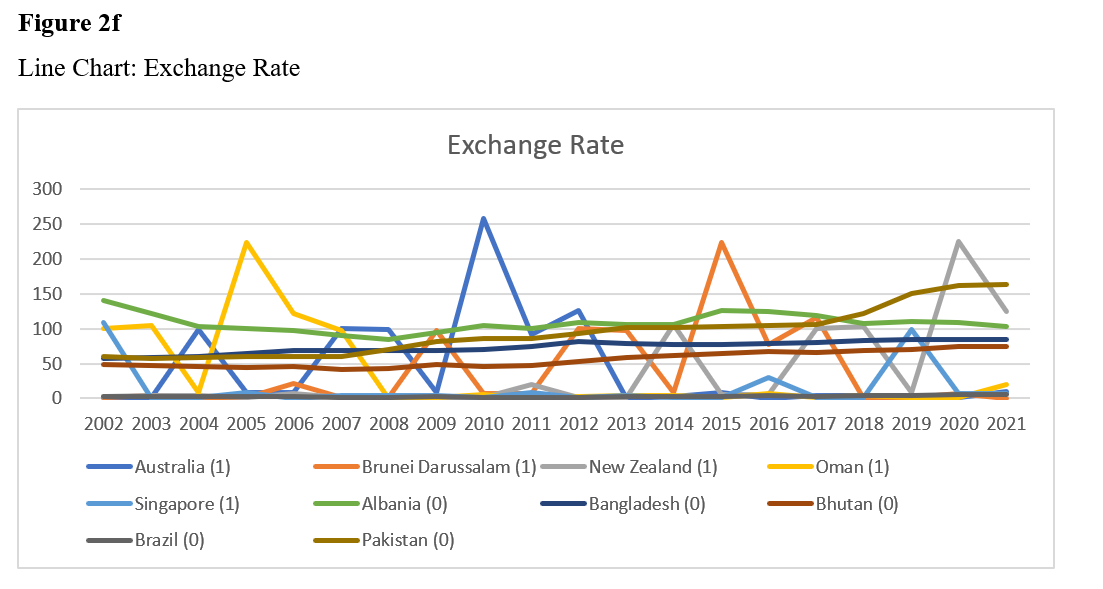 Figure 2f
Line Chart: Exchange Rate
Exchange Rate
300
250
200
150
100
50
0
2002 2003 2004 2005 2006 2007 2008 2009 2010 2011 2012 2013 2014 2015 2016 2017 2018 2019 2020 2021
Australia (1) Brunei Darussalam (1) New Zealand (1) Oman (1)
Singapore (1) Albania (0) Bangladesh (0) Bhutan (0)
Brazil (0) Pakistan (0)